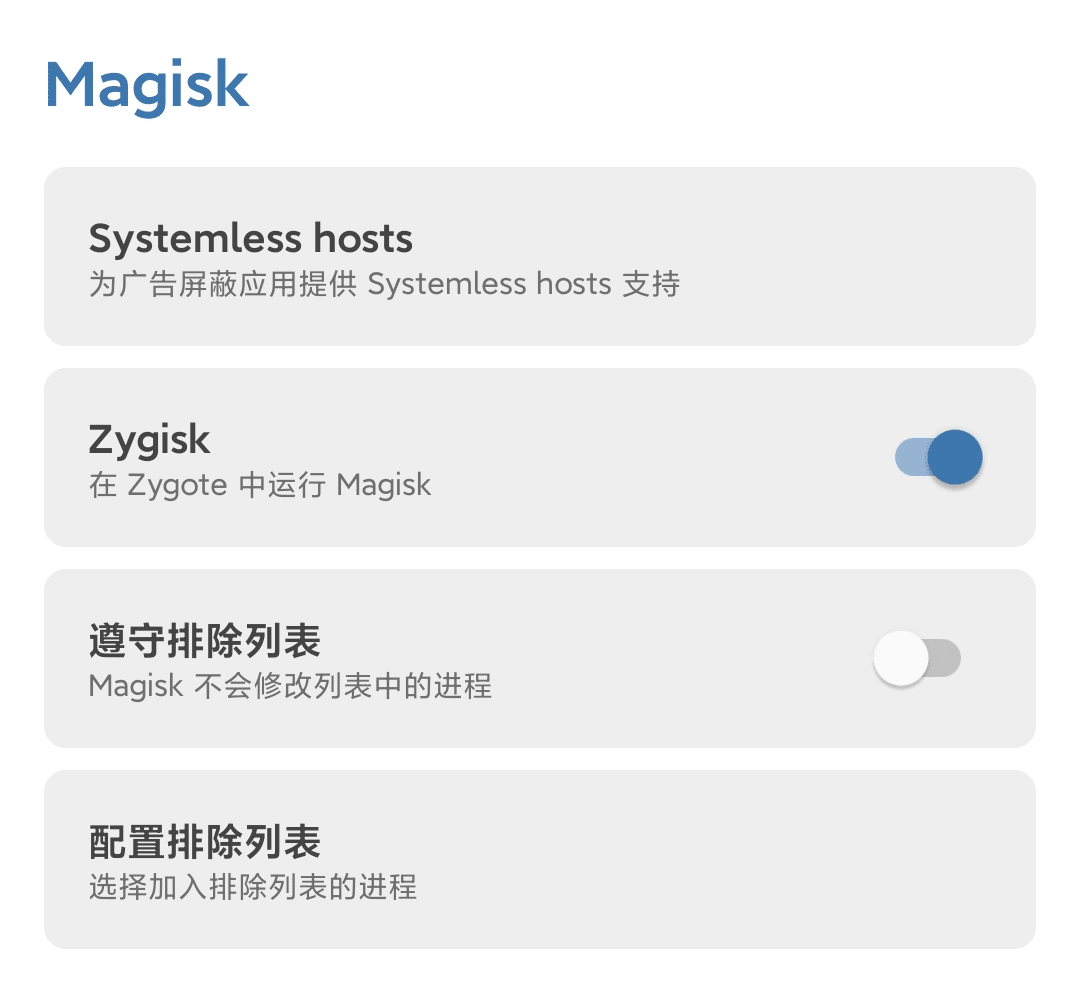 Magisk
Systemless hosts
为广告屏蔽应用提供 Systemless hosts 支持
Zygisk
在 Zygote 中运行 Magisk
遵守排除列表
Magisk 不会修改列表中的进程
配置排除列表
选择加入排除列表的进程